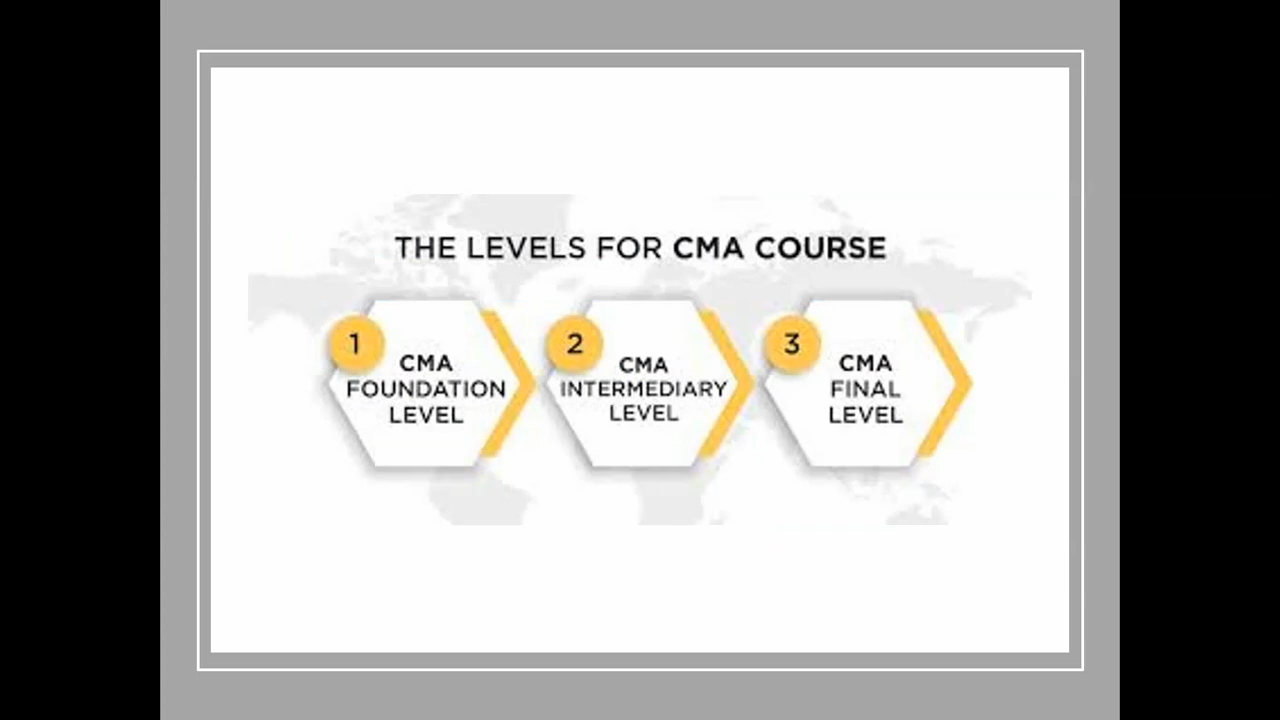 THE LEVELS FOR CMA COURSE
1
CMA
FOUNDATION
LEVEL
2
CMA
INTERMEDIARY
LEVEL
3
CMA
FINAL
LEVEL